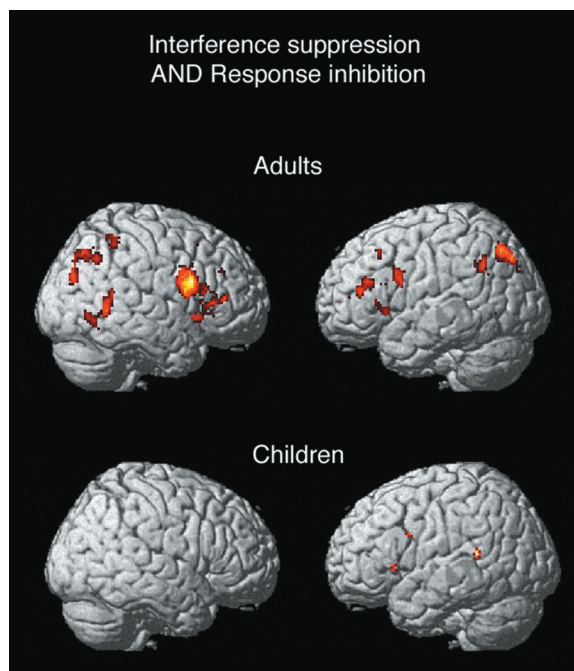 Interference suppression
AND Response inhibition
Adults
Children